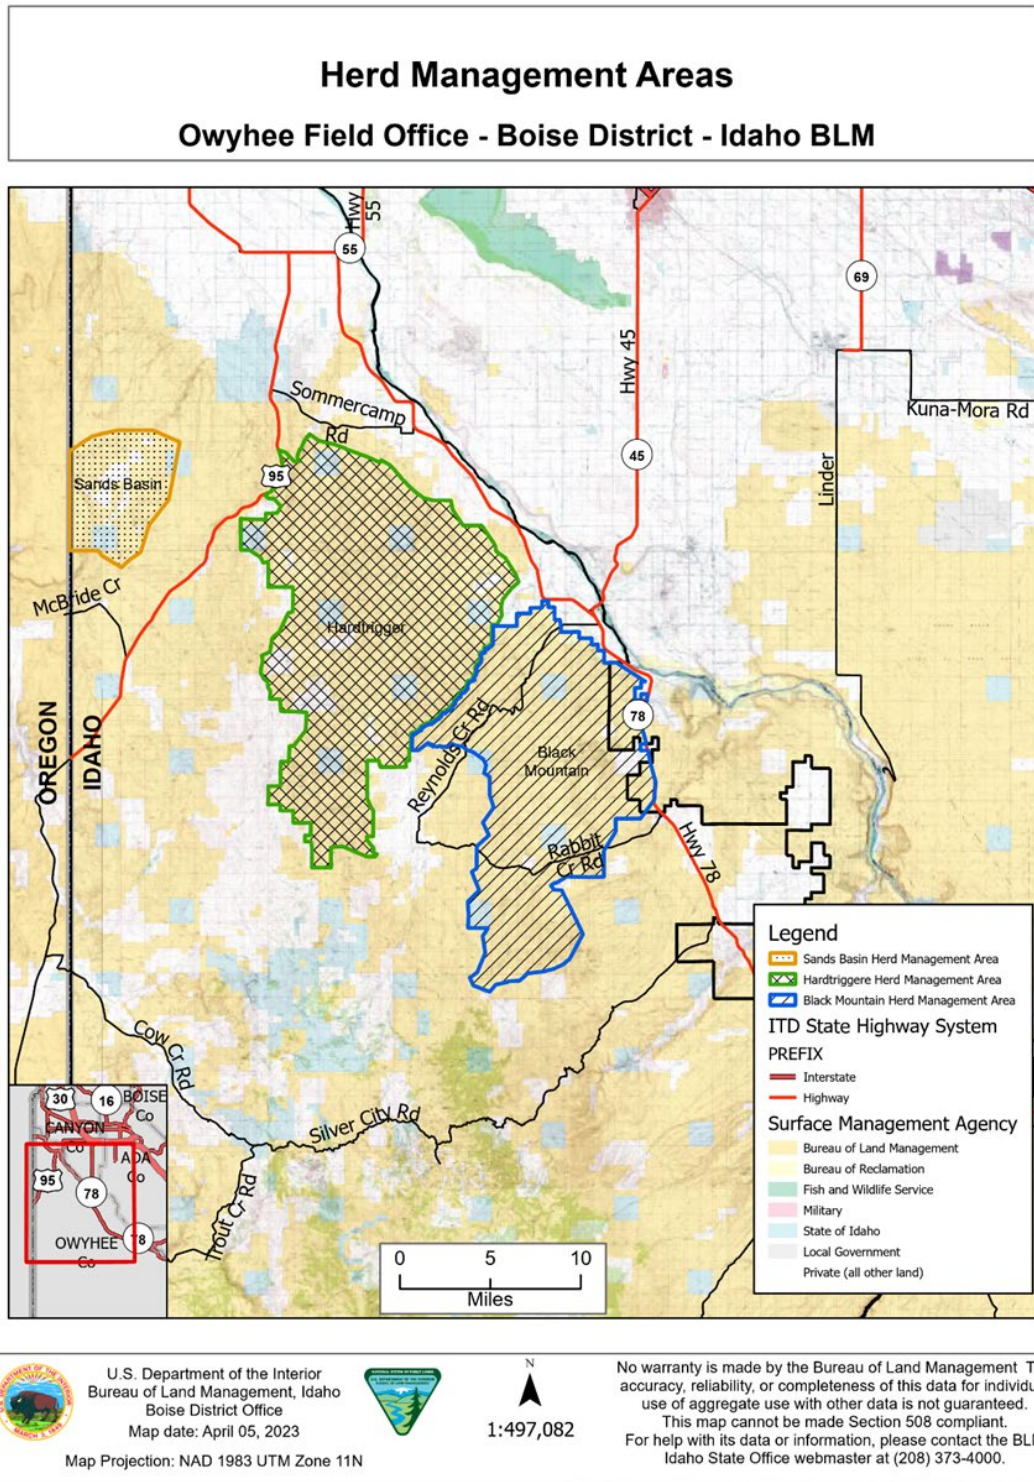 Herd Management Areas
Owyhee Field Office - Boise District - Idaho BLM
Hwy
55
55
69
Hwy 45
Sommercamp
Rd
Kuna-Mora Rd
45
Linder
95
Sands Basin
McBride Cr
Hardtrigger
OREGON
IDAHO
Reynolds Cr Rd
78
Black
Mountain
Rabbit
Cr Rd
Hwy 78
Cow Cr Rd
Silver City Rd
Trout Cr Rd
30
16
BOISE
Co
CANYON
Co
ADA
Co
95
78
78
OWYHEE
Co
0 5 10
Miles
Legend
Sands Basin Herd Management Area
Hardtriggere Herd Management Area
Black Mountain Herd Management Area
ITD State Highway System
PREFIX
Interstate
Highway
Surface Management Agency
Bureau of Land Management
Bureau of Reclamation
Fish and Wildlife Service
Military
State of Idaho
Local Government
Private (all other land)
U.S. Department of the Interior
Bureau of Land Management, Idaho
Boise District Office
Map date: April 05, 2023
Map Projection: NAD 1983 UTM Zone 11N
N
1:497,082
No warranty is made by the Bureau of Land Management T
accuracy, reliability, or completeness of this data for individu
use of aggregate use with other data is not guaranteed.
This map cannot be made Section 508 compliant.
For help with its data or information, please contact the BL
Idaho State Office webmaster at (208) 373-4000.